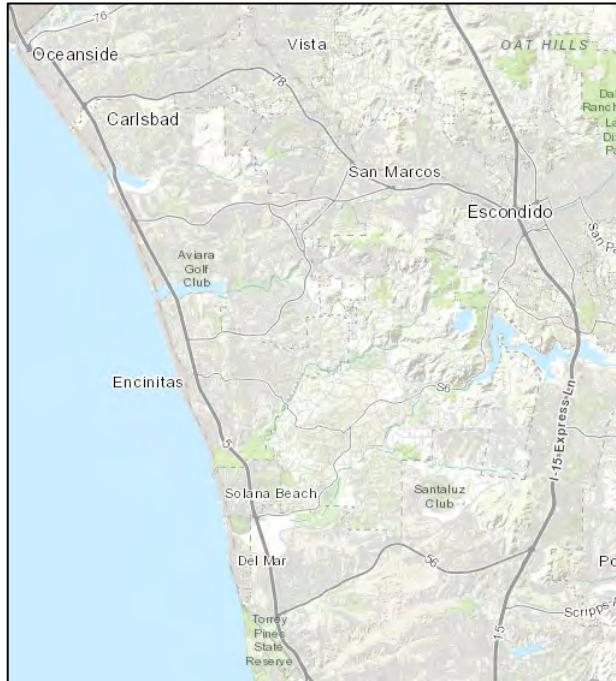 76
Oceanside
Vista
OAT HILLS
78
Carlsbad
San Marcos
Escondido
Aviara
Golf
Club
Encinitas
S6
5
I-15 Express Ln
Solana Beach
Santaluz
Club
Del Mar
56
15
Torrey
Pines
State
Reserve